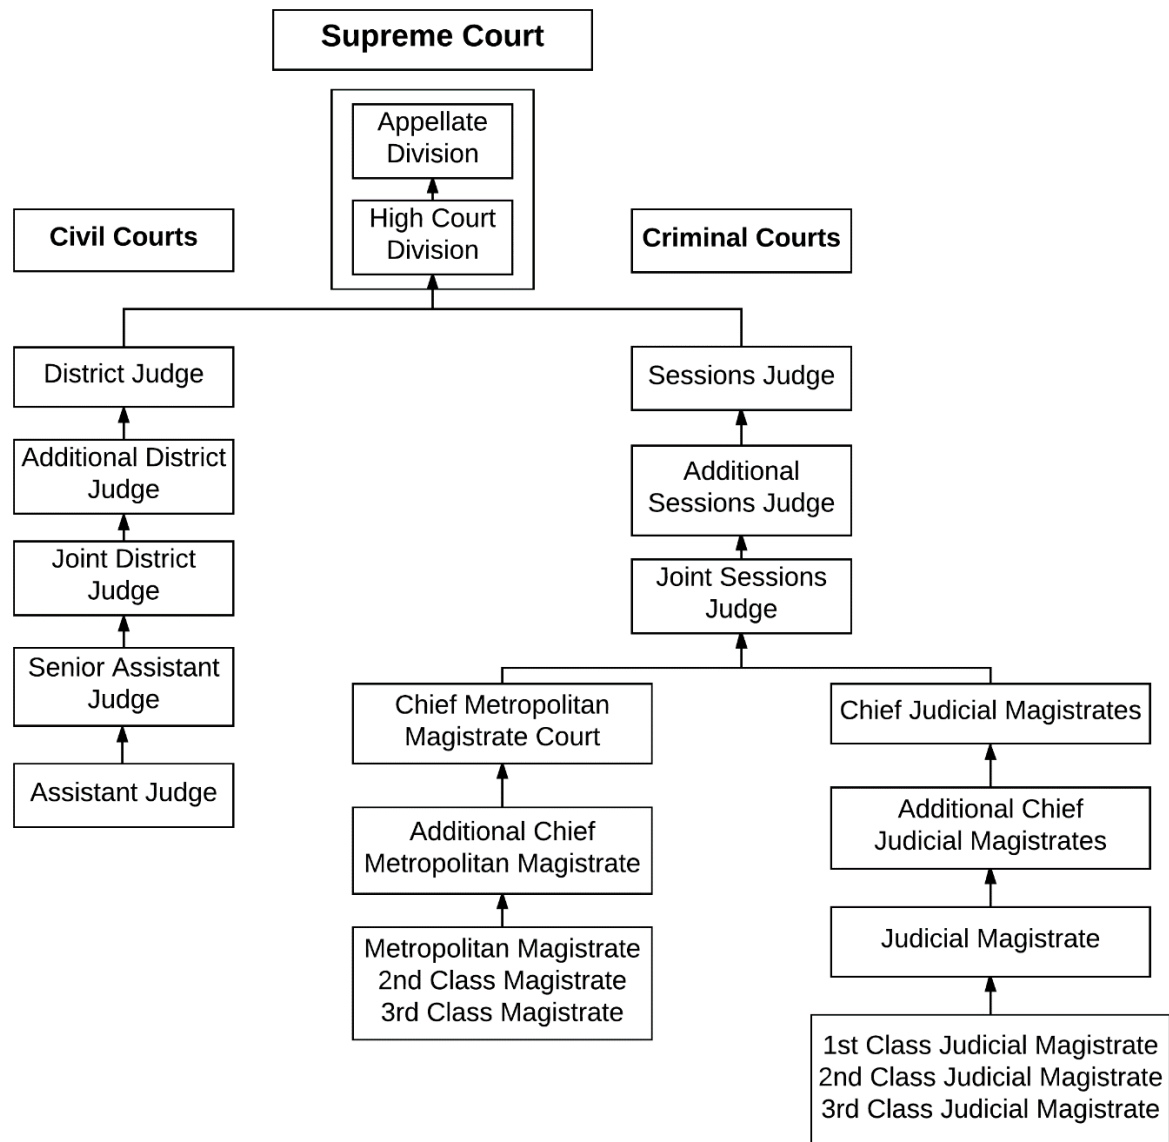 Supreme Court
Appellate
Division
High Court
Division
Civil Courts
Criminal Courts
District Judge
Additional District
Judge
Joint District
Judge
Senior Assistant
Judge
Assistant Judge
Sessions Judge
Additional
Sessions Judge
Joint Sessions
Judge
Chief Metropolitan
Magistrate Court
Additional Chief
Metropolitan Magistrate
Metropolitan Magistrate
2nd Class Magistrate
3rd Class Magistrate
Chief Judicial Magistrates
Additional Chief
Judicial Magistrates
Judicial Magistrate
1st Class Judicial Magistrate
2nd Class Judicial Magistrate
3rd Class Judicial Magistrate